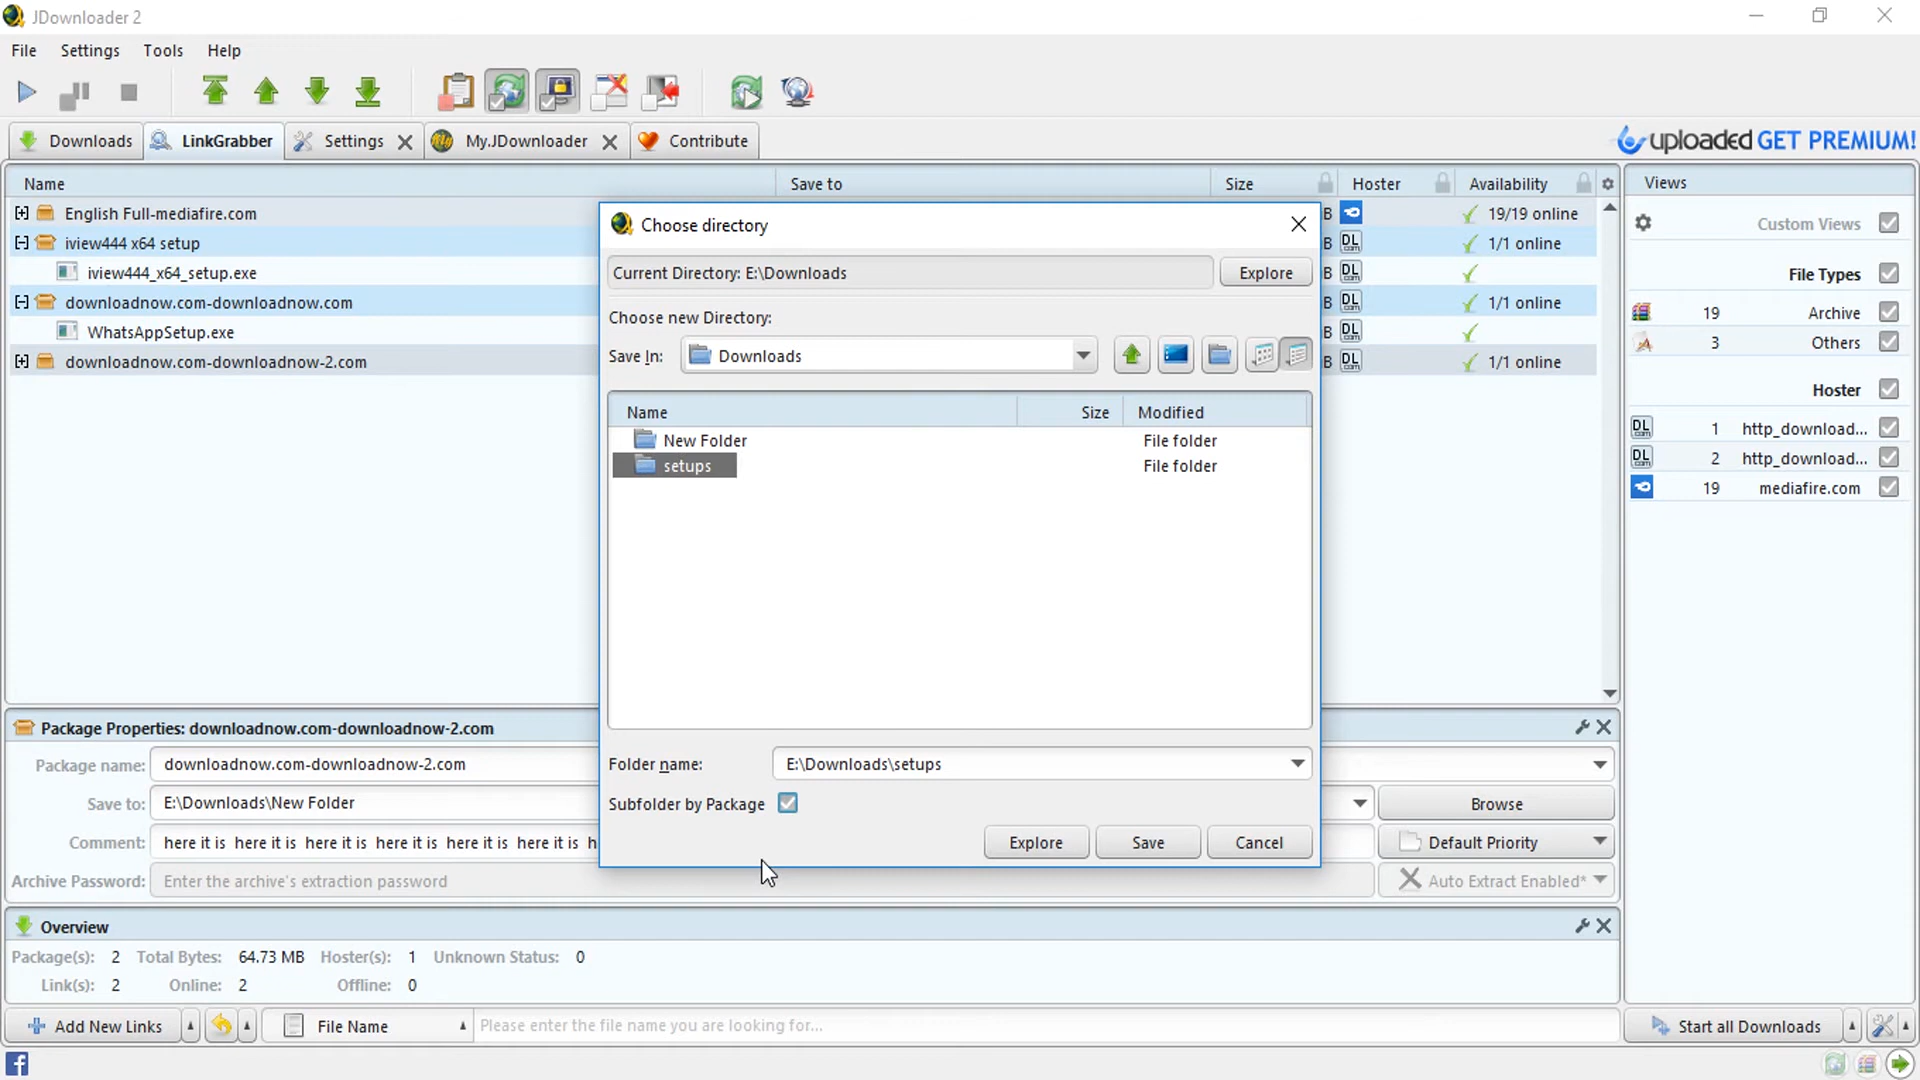 JDownloader 2
File Settings Tools Help
Downloads LinkGrabber Settings My.JDownloader Contribute uploaded GET PREMIUM!
Name Save to Size Hoster Availability
English Full-mediafire.com B 19/19 online
iview444 x64 setup B 1/1 online
iview444_x64_setup.exe B
downloadnow.com-downloadnow.com B 1/1 online
WhatsAppSetup.exe B
downloadnow.com-downloadnow-2.com B 1/1 online
Choose directory
Current Directory: E:\Downloads Explore
Choose new Directory:
Save In: Downloads
Name Size Modified
New Folder File folder
setups File folder
Folder name: E:\Downloads\setups
Subfolder by Package
Explore Save Cancel
Views
Custom Views
File Types
19 Archive
3 Others
Hoster
DL.com 1 http_download...
DL.com 2 http_download...
19 mediafire.com
Package Properties: downloadnow.com-downloadnow-2.com
Package name: downloadnow.com-downloadnow-2.com
Save to: E:\Downloads\New Folder Browse
Comment: here it is here it is here it is here it is here it is here it is h Default Priority
Archive Password: Enter the archive's extraction password Auto Extract Enabled*
Overview
Package(s): 2 Total Bytes: 64.73 MB Hoster(s): 1 Unknown Status: 0
Link(s): 2 Online: 2 Offline: 0
Add New Links File Name Please enter the file name you are looking for... Start all Downloads